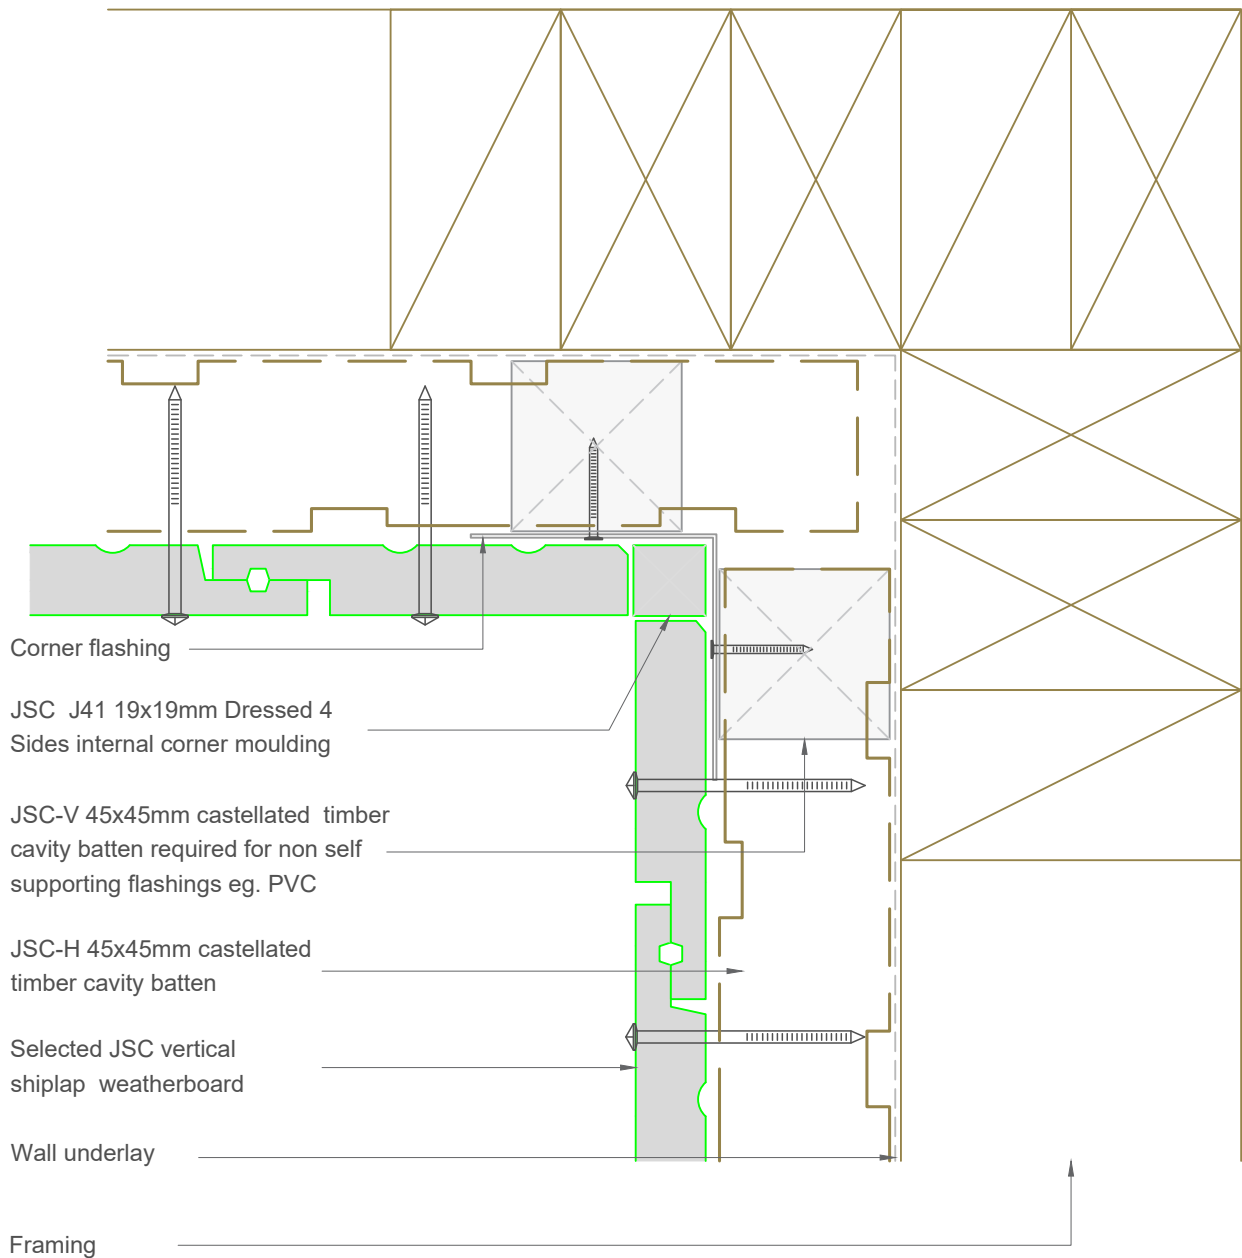 Corner flashing
JSC J41 19x19mm Dressed 4
Sides internal corner moulding
JSC-V 45x45mm castellated timber
cavity batten required for non self
supporting flashings eg. PVC
JSC-H 45x45mm castellated
timber cavity batten
Selected JSC vertical
shiplap weatherboard
Wall underlay
Framing